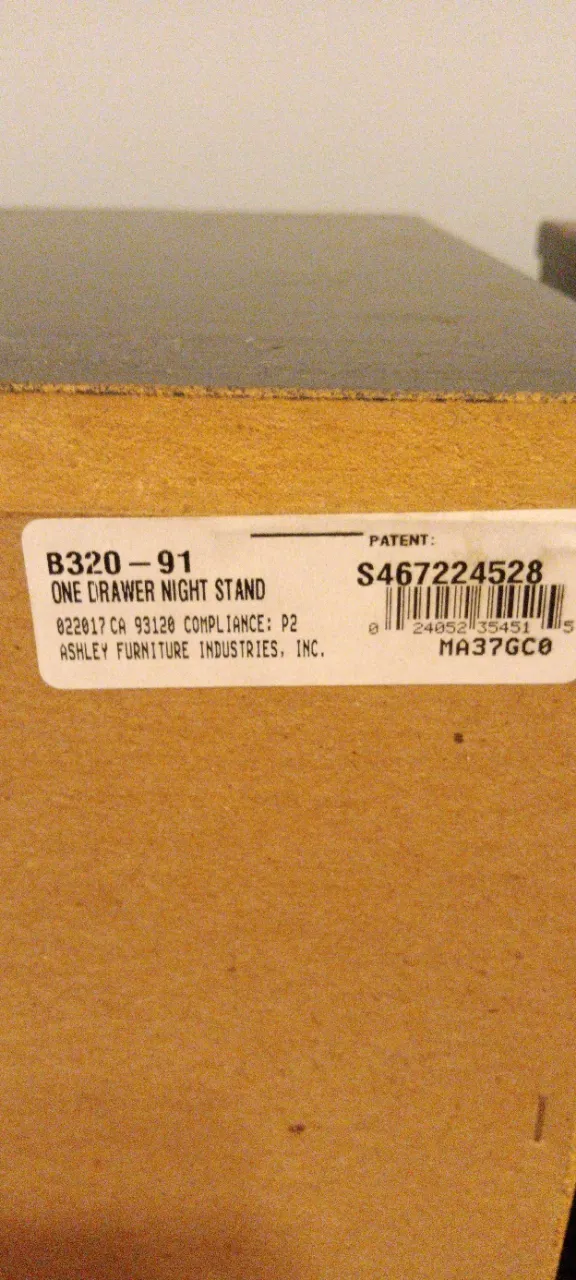 B320-91
ONE DRAWER NIGHT STAND
022017 CA 93120 COMPLIANCE: P2
ASHLEY FURNITURE INDUSTRIES, INC.
PATENT:
S467224528
0 24052 35451 5
MA37GC0